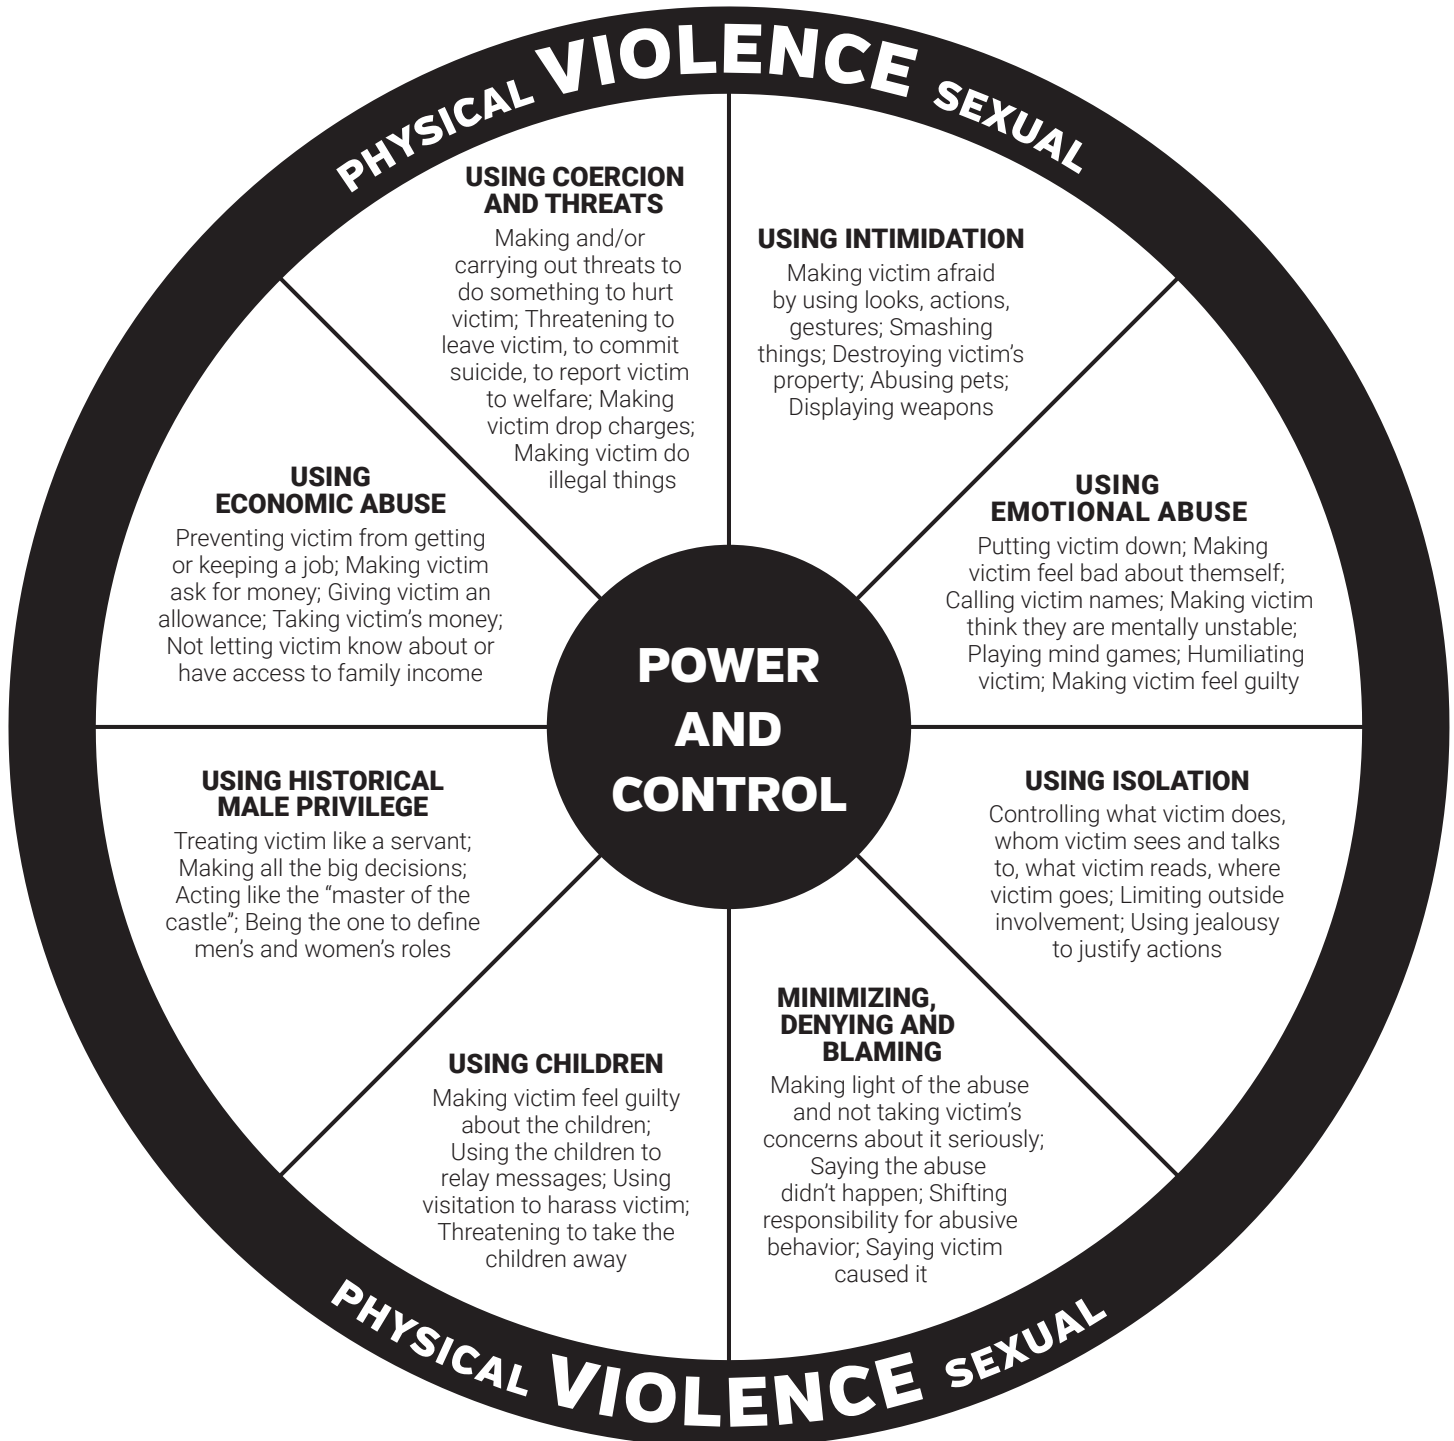 PHYSICAL VIOLENCE SEXUAL
USING COERCION
AND THREATS
Making and/or
carrying out threats to
do something to hurt
victim; Threatening to
leave victim, to commit
suicide, to report victim
to welfare; Making
victim drop charges;
Making victim do
illegal things
USING INTIMIDATION
Making victim afraid
by using looks, actions,
gestures; Smashing
things; Destroying victim’s
property; Abusing pets;
Displaying weapons
USING
EMOTIONAL ABUSE
Putting victim down; Making
victim feel bad about themself;
Calling victim names; Making victim
think they are mentally unstable;
Playing mind games; Humiliating
victim; Making victim feel guilty
USING ISOLATION
Controlling what victim does,
whom victim sees and talks
to, what victim reads, where
victim goes; Limiting outside
involvement; Using jealousy
to justify actions
MINIMIZING,
DENYING AND
BLAMING
Making light of the abuse
and not taking victim’s
concerns about it seriously;
Saying the abuse
didn’t happen; Shifting
responsibility for abusive
behavior; Saying victim
caused it
USING CHILDREN
Making victim feel guilty
about the children;
Using the children to
relay messages; Using
visitation to harass victim;
Threatening to take the
children away
USING HISTORICAL
MALE PRIVILEGE
Treating victim like a servant;
Making all the big decisions;
Acting like the “master of the
castle”; Being the one to define
men’s and women’s roles
USING
ECONOMIC ABUSE
Preventing victim from getting
or keeping a job; Making victim
ask for money; Giving victim an
allowance; Taking victim’s money;
Not letting victim know about or
have access to family income
POWER
AND
CONTROL
PHYSICAL VIOLENCE SEXUAL